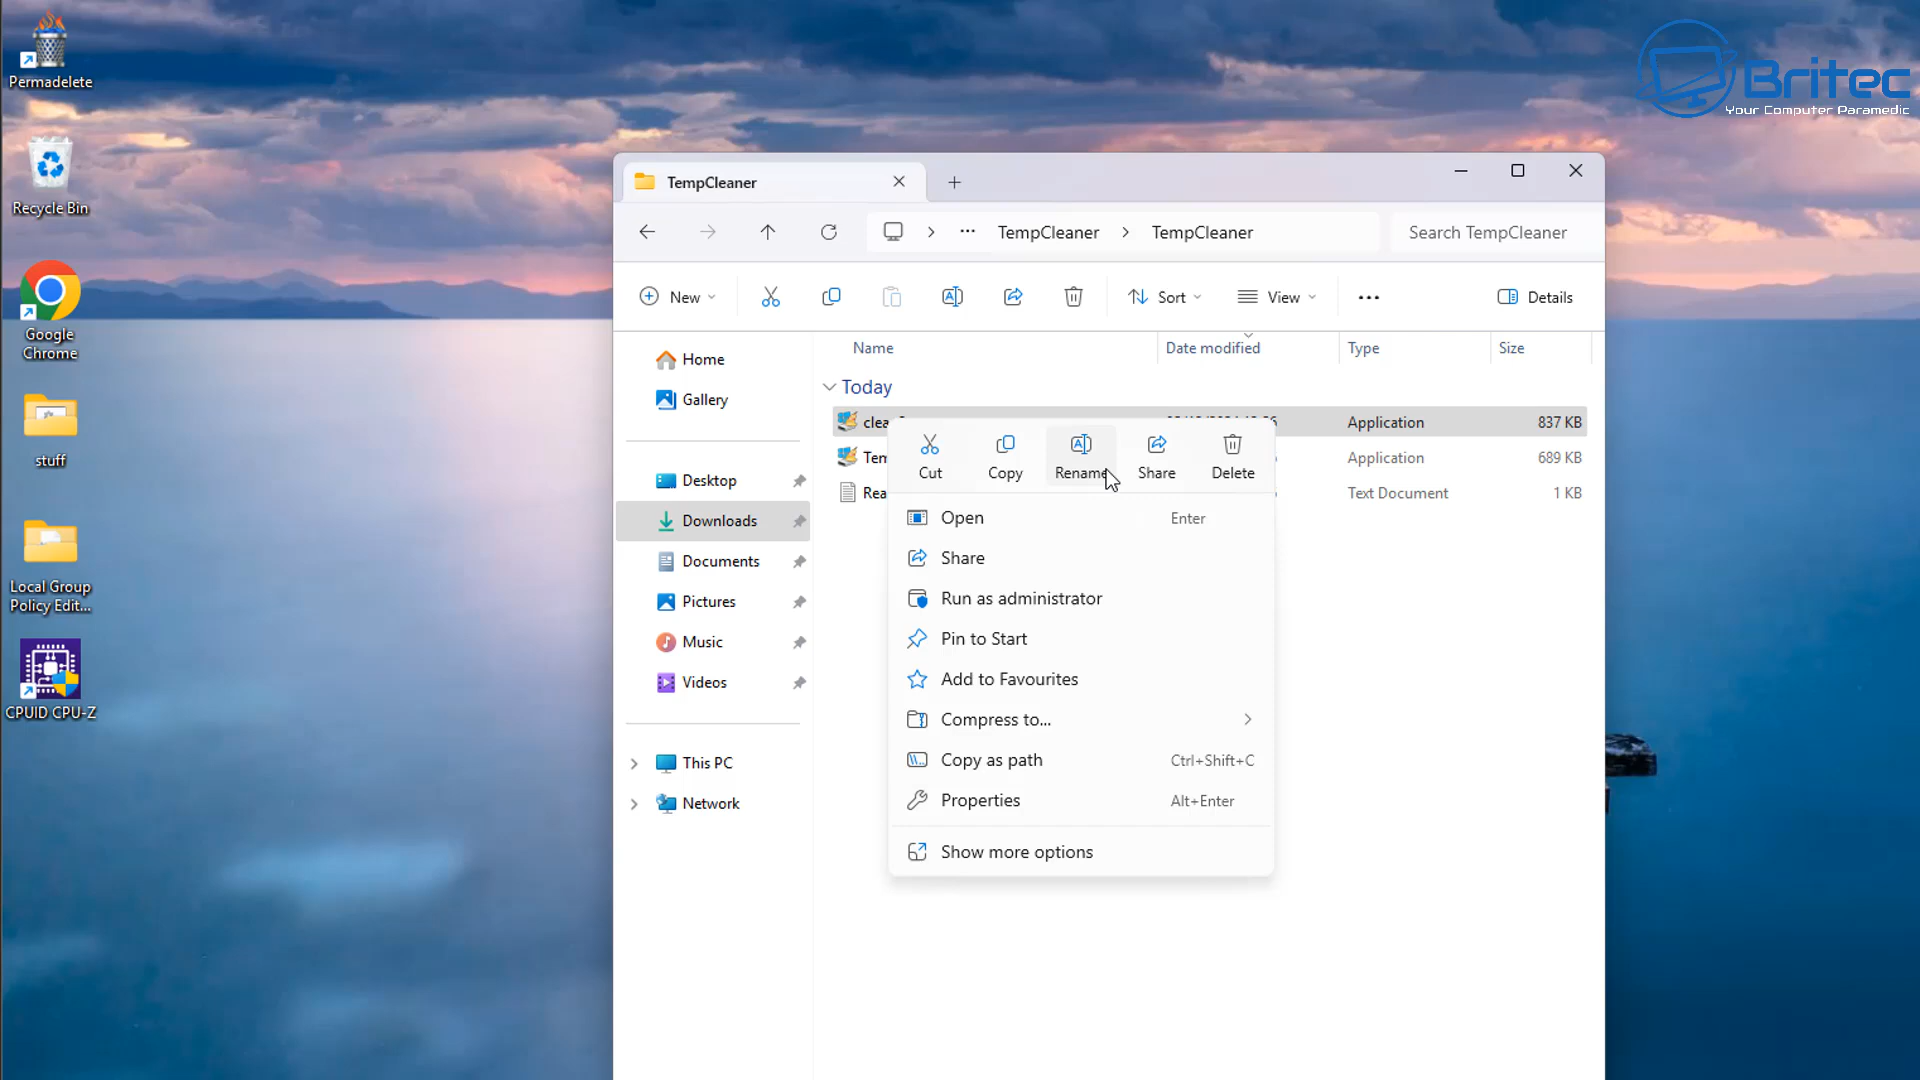 Permadelete
Recycle Bin
Google
Chrome
stuff
Local Group
Policy Edit...
CPUID CPU-Z
Britec
Your Computer Paramedic
TempCleaner
TempCleaner
TempCleaner
Search TempCleaner
New
Sort
View
Details
Home
Gallery
Desktop
Downloads
Documents
Pictures
Music
Videos
This PC
Network
Name Date modified Type Size
Today
Application 837 KB
Application 689 KB
Text Document 1 KB
Cut Copy Rename Share Delete
Open Enter
Share
Run as administrator
Pin to Start
Add to Favourites
Compress to...
Copy as path Ctrl+Shift+C
Properties Alt+Enter
Show more options